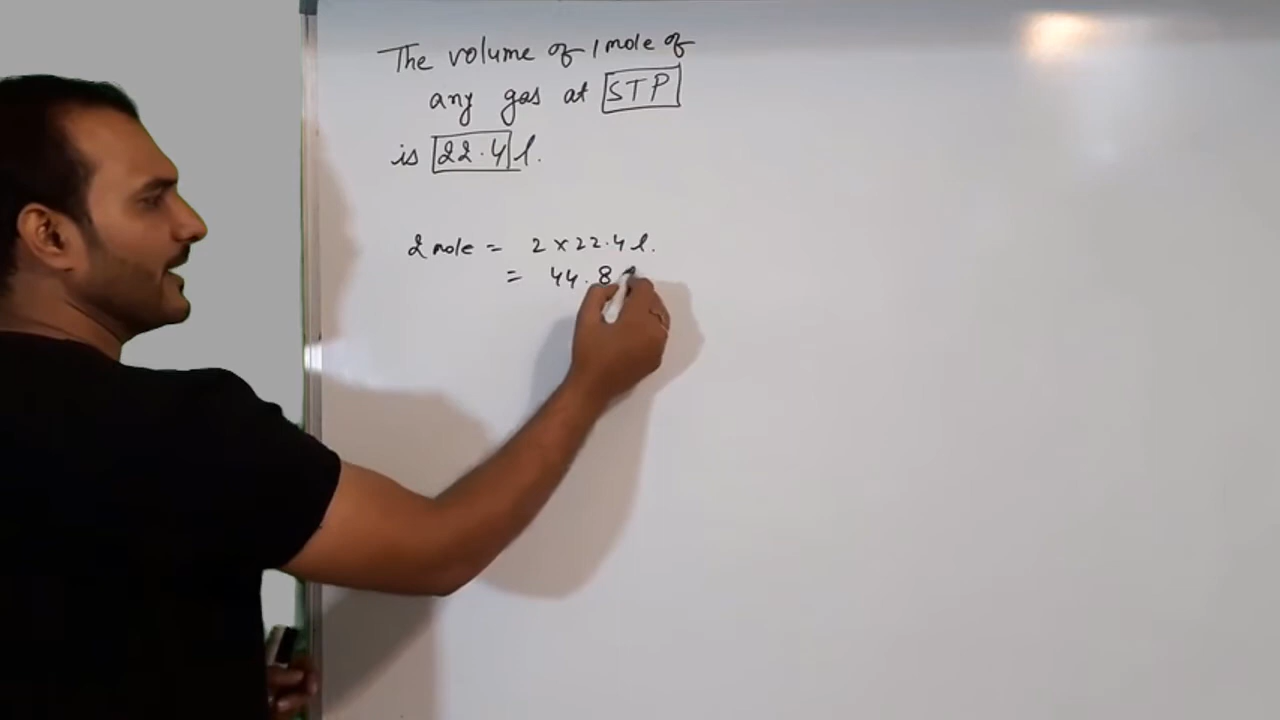 The volume of 1 mole of
any gas at STP
is 22.4 l.
2 mole = 2 × 22.4 l.
= 44.8